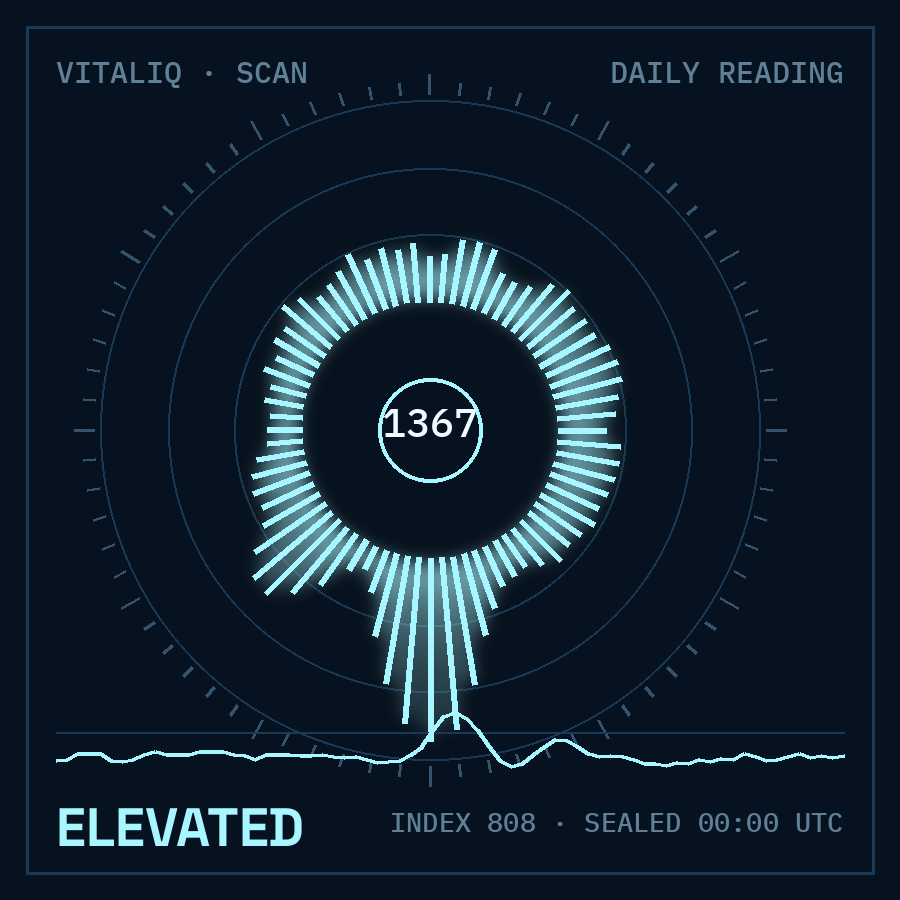 VITALIQ · SCAN
DAILY READING
1367
ELEVATED
INDEX 808 · SEALED 00:00 UTC